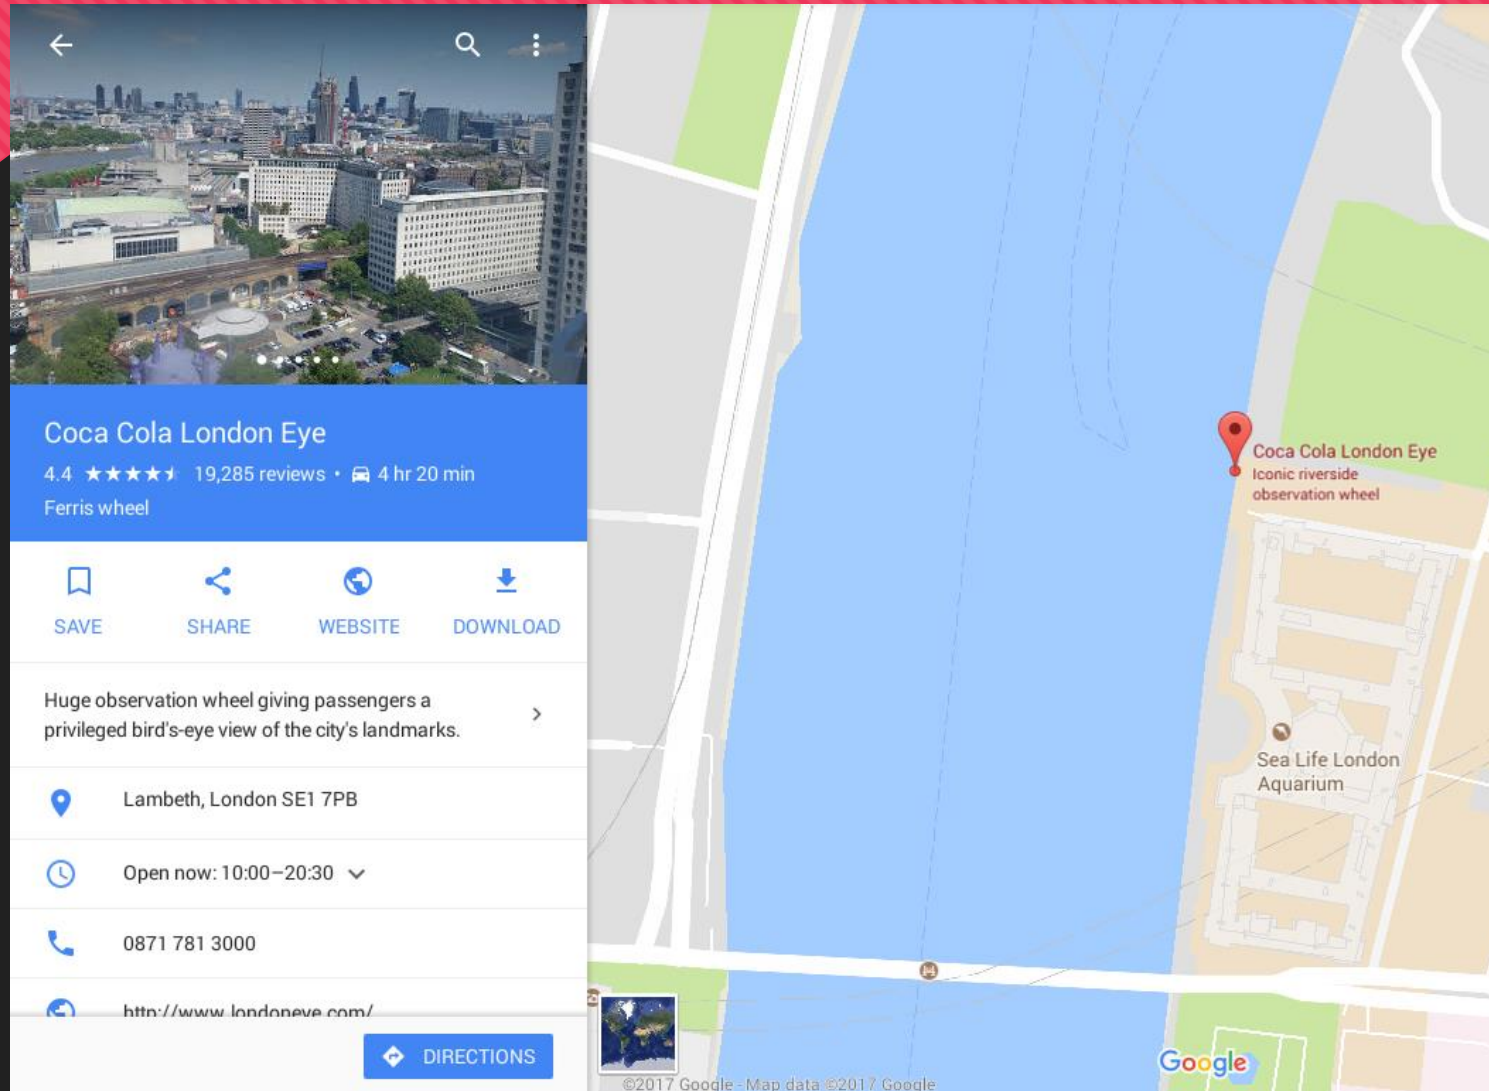 Coca Cola London Eye
4.4 ★★★★★ 19,285 reviews • 4 hr 20 min
Ferris wheel
SAVE SHARE WEBSITE DOWNLOAD
Huge observation wheel giving passengers a
privileged bird's-eye view of the city's landmarks.
Lambeth, London SE1 7PB
Open now: 10:00–20:30
0871 781 3000
http://www.londoneye.com/
DIRECTIONS
Coca Cola London Eye
Iconic riverside
observation wheel
Sea Life London
Aquarium
Google
©2017 Google - Map data ©2017 Google